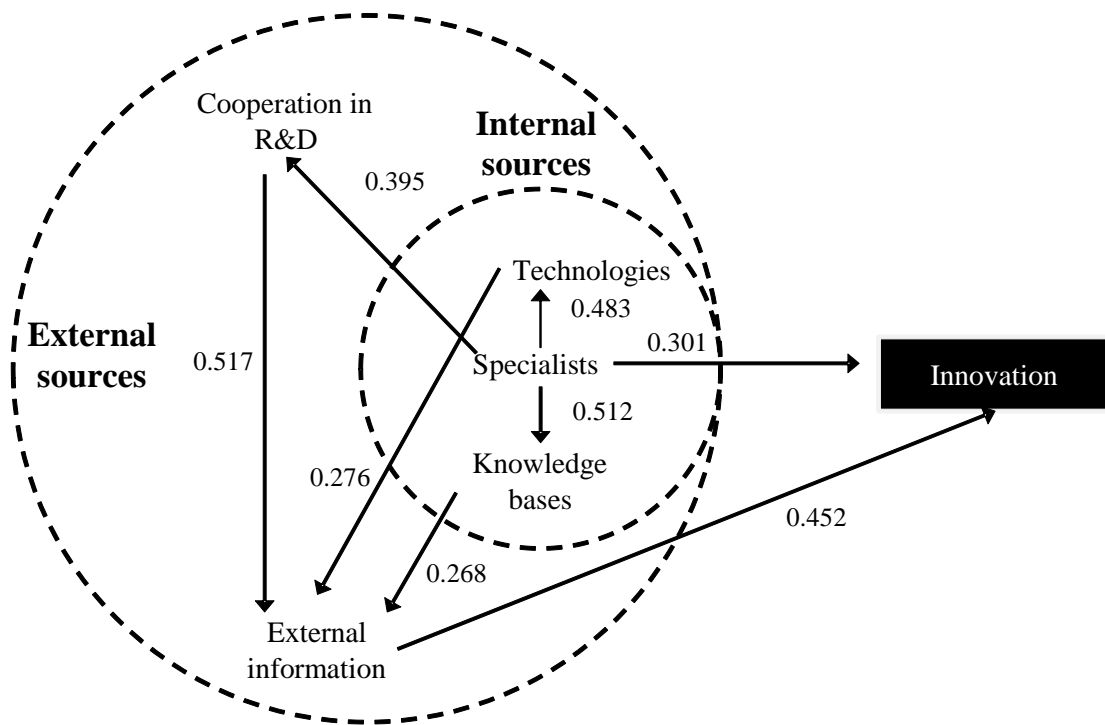 Cooperation in
R&D
Internal
sources
0.395
Technologies
0.483
External
sources
0.517
Specialists
0.301
Innovation
0.512
Knowledge
bases
0.276
0.452
0.268
External
information